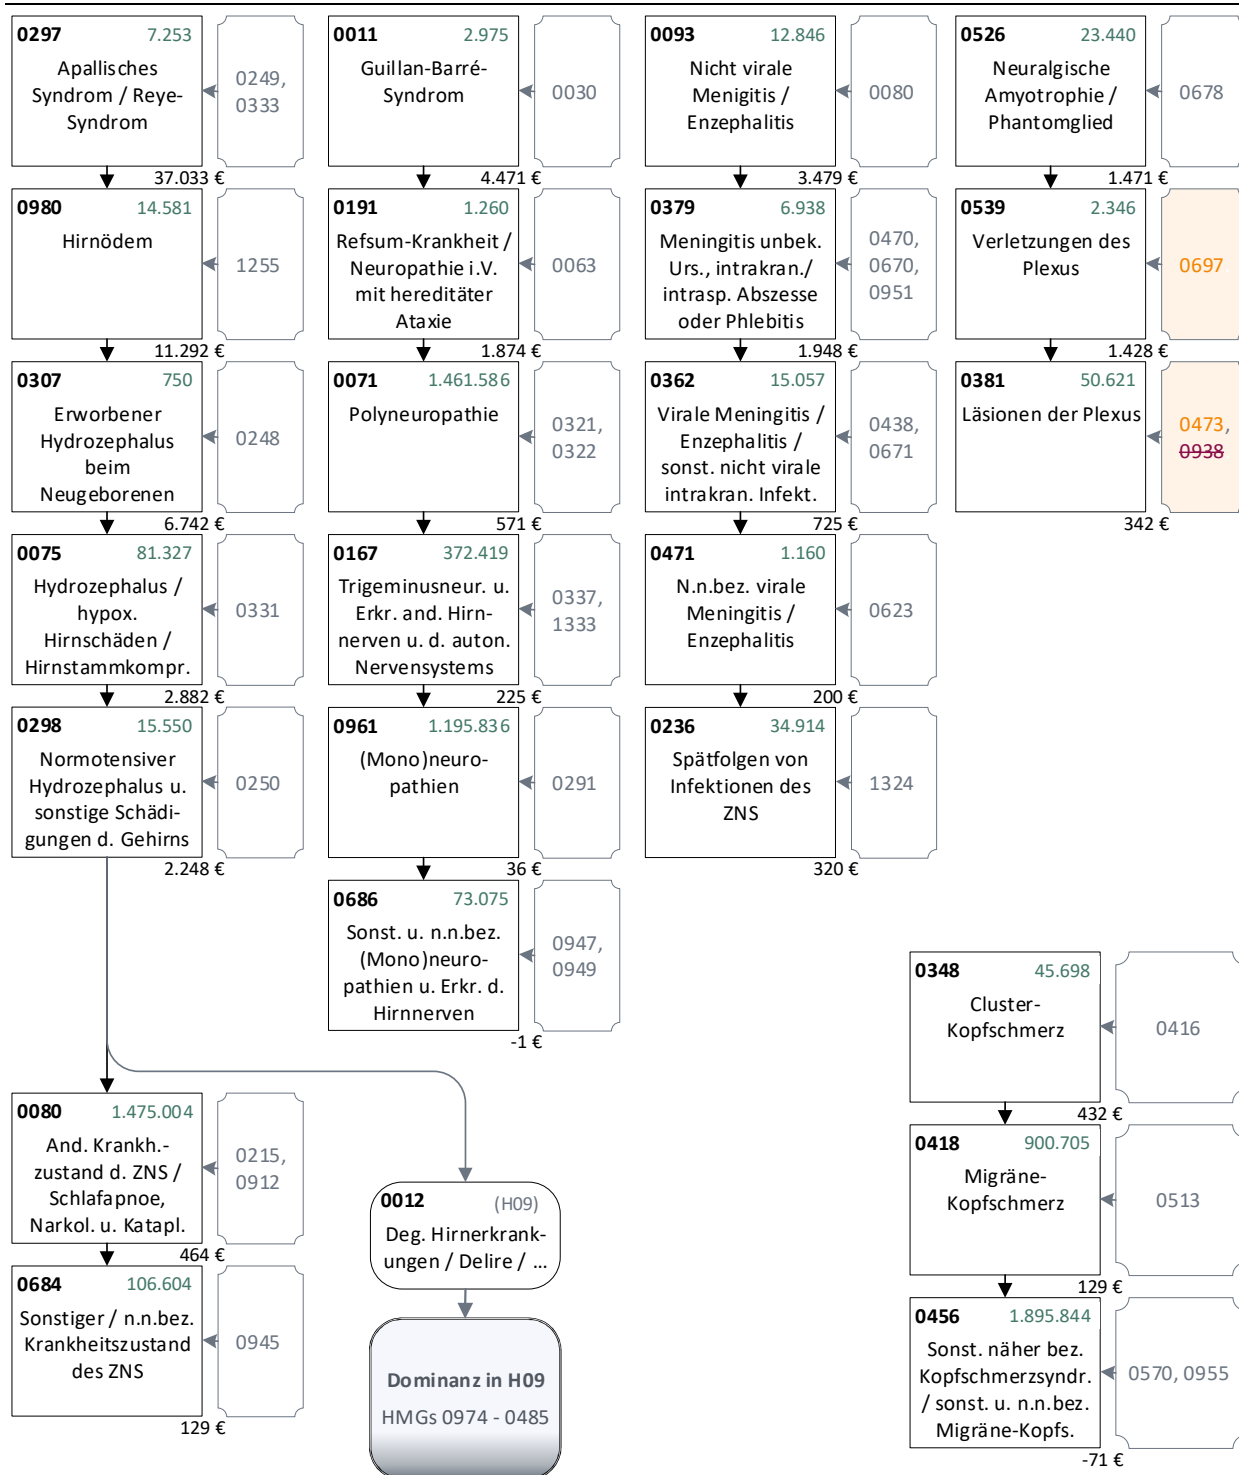 0297 7.253
Apallisches
Syndrom / Reye-
Syndrom
0249,
0333
37.033 €
0980 14.581
Hirnödem
1255
11.292 €
0307 750
Erworbener
Hydrozephalus
beim
Neugeborenen
0248
6.742 €
0075 81.327
Hydrozephalus /
hypox.
Hirnschäden /
Hirnstammkompr.
0331
2.882 €
0298 15.550
Normotensiver
Hydrozephalus u.
sonstige Schädi-
gungen d. Gehirns
0250
2.248 €
0080 1.475.004
And. Krankh.-
zustand d. ZNS /
Schlafapnoe,
Narkol. u. Katapl.
0215,
0912
464 €
0684 106.604
Sonstiger / n.n.bez.
Krankheitszustand
des ZNS
0945
129 €
0011 2.975
Guillan-Barré-
Syndrom
0030
4.471 €
0191 1.260
Refsum-Krankheit /
Neuropathie i.V.
mit hereditäter
Ataxie
0063
1.874 €
0071 1.461.586
Polyneuropathie
0321,
0322
571 €
0167 372.419
Trigeminusneur. u.
Erkr. and. Hirn-
nerven u. d. auton.
Nervensystems
0337,
1333
225 €
0961 1.195.836
(Mono)neuro-
pathien
0291
36 €
0686 73.075
Sonst. u. n.n.bez.
(Mono)neuro-
pathien u. Erkr. d.
Hirnnerven
0947,
0949
-1 €
0012 (H09)
Deg. Hirnerkrank-
ungen / Delire / ...
Dominanz in H09
HMGs 0974 - 0485
0093 12.846
Nicht virale
Menigitis /
Enzephalitis
0080
3.479 €
0379 6.938
Meningitis unbek.
Urs., intrakran./
intrasp. Abszesse
oder Phlebitis
0470,
0670,
0951
1.948 €
0362 15.057
Virale Meningitis /
Enzephalitis /
sonst. nicht virale
intrakran. Infekt.
0438,
0671
725 €
0471 1.160
N.n.bez. virale
Meningitis /
Enzephalitis
0623
200 €
0236 34.914
Spätfolgen von
Infektionen des
ZNS
1324
320 €
0526 23.440
Neuralgische
Amyotrophie /
Phantomglied
0678
1.471 €
0539 2.346
Verletzungen des
Plexus
0697
1.428 €
0381 50.621
Läsionen der Plexus
0473,
0938
342 €
0348 45.698
Cluster-
Kopfschmerz
0416
432 €
0418 900.705
Migräne-
Kopfschmerz
0513
129 €
0456 1.895.844
Sonst. näher bez.
Kopfschmerzsyndr.
/ sonst. u. n.n.bez.
Migräne-Kopfs.
0570, 0955
-71 €